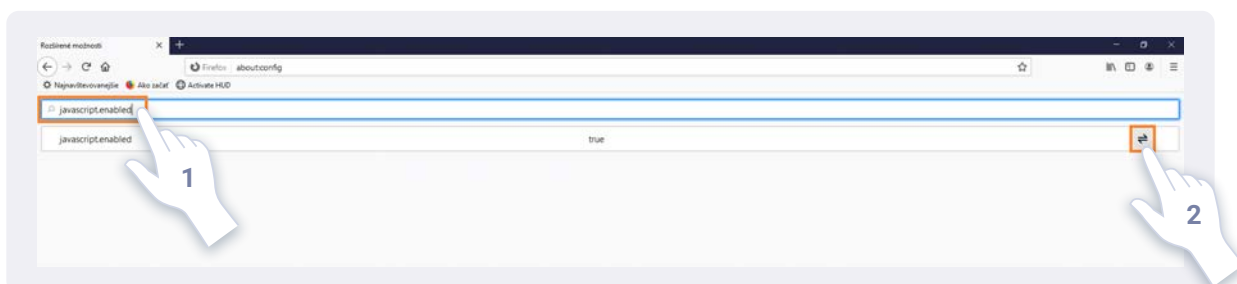 Rozšírené možnosti
Firefox about:config
Najnavštevovanejšie Ako začať Activate HUD
javascript.enabled
javascript.enabled true
1
2